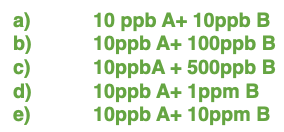 a) 10 ppb A+ 10ppb B
b) 10ppb A+ 100ppb B
c) 10ppbA + 500ppb B
d) 10ppb A+ 1ppm B
e) 10ppb A+ 10ppm B